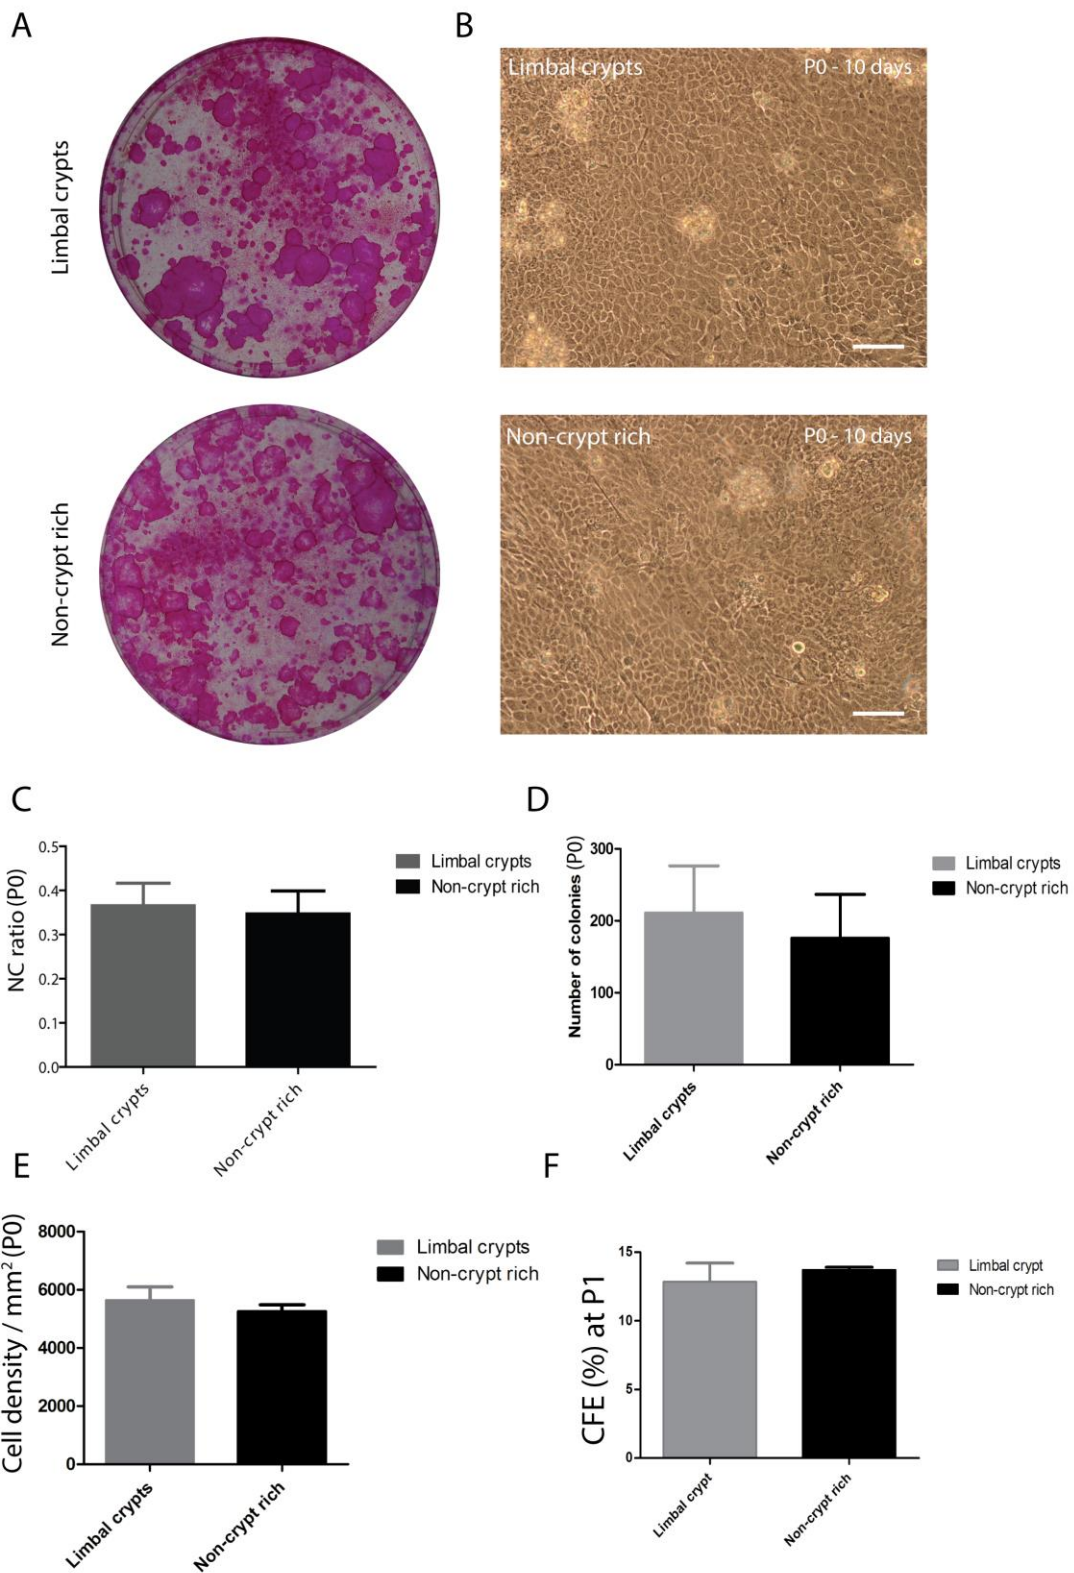 A
B
Limbal crypts
Limbal crypts
P0 - 10 days
Non-crypt rich
Non-crypt rich
P0 - 10 days
C
D
NC ratio (P0)
0.5
0.4
0.3
0.2
0.1
0.0
Limbal crypts
Non-crypt rich
Limbal crypts
Non-crypt rich
Number of colonies (P0)
300
200
100
0
Limbal crypts
Non-crypt rich
Limbal crypts
Non-crypt rich
E
F
Cell density / mm² (P0)
8000
6000
4000
2000
0
Limbal crypts
Non-crypt rich
Limbal crypts
Non-crypt rich
CFE (%) at P1
15
10
5
0
Limbal crypt
Non-crypt rich
Limbal crypt
Non-crypt rich